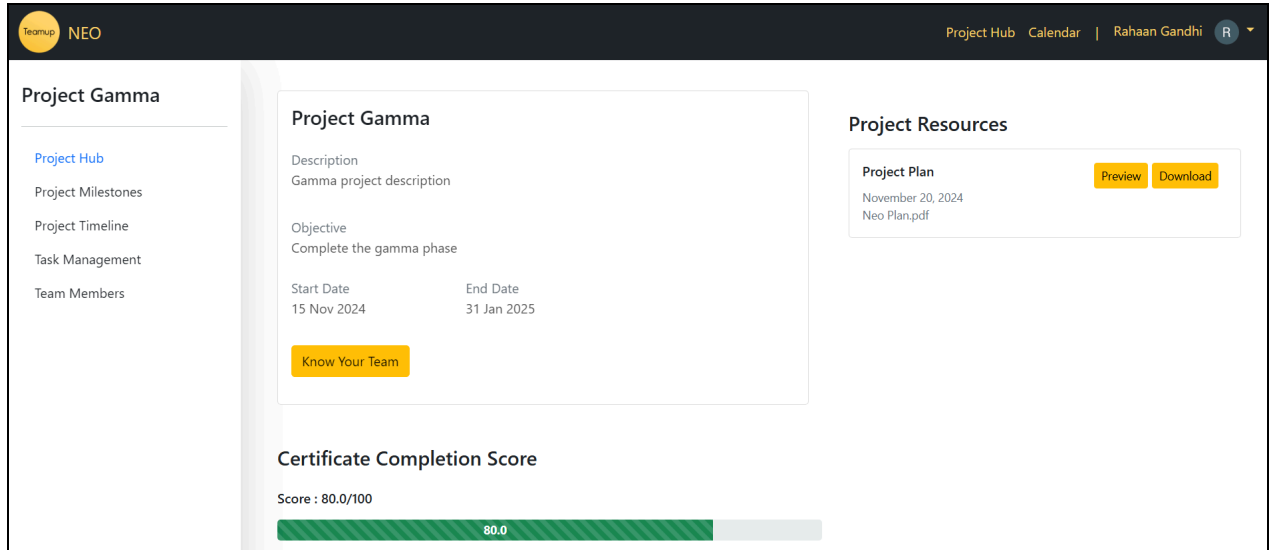 Teamup NEO
Project Hub Calendar | Rahaan Gandhi R
Project Gamma
Project Hub
Project Milestones
Project Timeline
Task Management
Team Members
Project Gamma
Description
Gamma project description
Objective
Complete the gamma phase
Start Date End Date
15 Nov 2024 31 Jan 2025
Know Your Team
Project Resources
Project Plan Preview Download
November 20, 2024
Neo Plan.pdf
Certificate Completion Score
Score : 80.0/100
80.0